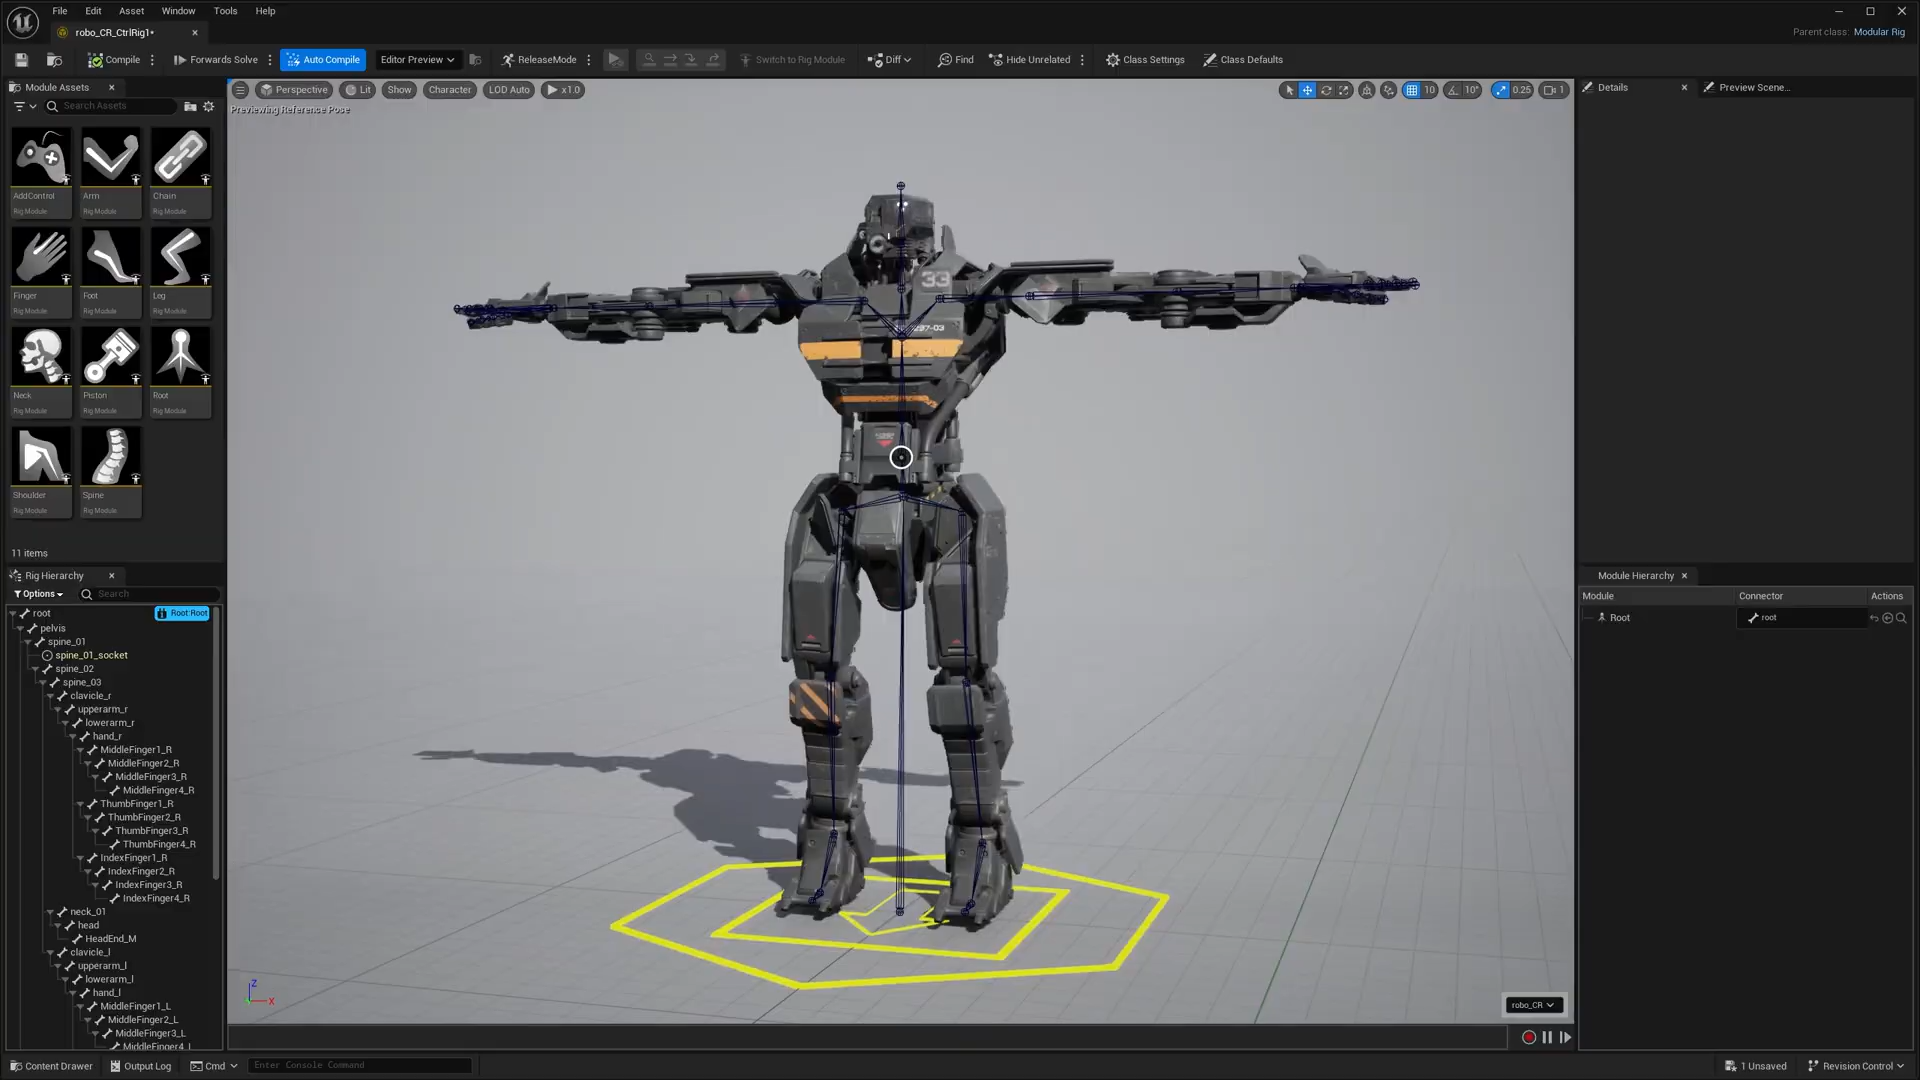 File Edit Asset Window Tools Help
robo_CR_CtrlRig1*
Parent class: Modular Rig
Compile Forwards Solve Auto Compile Editor Preview ReleaseMode Switch to Rig Module Diff Find Hide Unrelated Class Settings Class Defaults
Module Assets
Search Assets
AddControl Arm Chain
Rig Module Rig Module Rig Module
Finger Foot Leg
Rig Module Rig Module Rig Module
Neck Piston Root
Rig Module Rig Module Rig Module
Shoulder Spine
Rig Module Rig Module
11 items
Perspective Lit Show Character LOD Auto x1.0
10 10° 0.25 1
Previewing Reference Pose
33
Z
X
robo_CR
Rig Hierarchy
Options Search
root Root:Root
pelvis
spine_01
spine_01_socket
spine_02
spine_03
clavicle_r
upperarm_r
lowerarm_r
hand_r
MiddleFinger1_R
MiddleFinger2_R
MiddleFinger3_R
MiddleFinger4_R
ThumbFinger1_R
ThumbFinger2_R
ThumbFinger3_R
ThumbFinger4_R
IndexFinger1_R
IndexFinger2_R
IndexFinger3_R
IndexFinger4_R
neck_01
head
HeadEnd_M
clavicle_l
upperarm_l
lowerarm_l
hand_l
MiddleFinger1_L
MiddleFinger2_L
MiddleFinger3_L
MiddleFinger4_L
Details Preview Scene...
Module Hierarchy
Module Connector Actions
Root root
Content Drawer Output Log Cmd Enter Console Command 1 Unsaved Revision Control